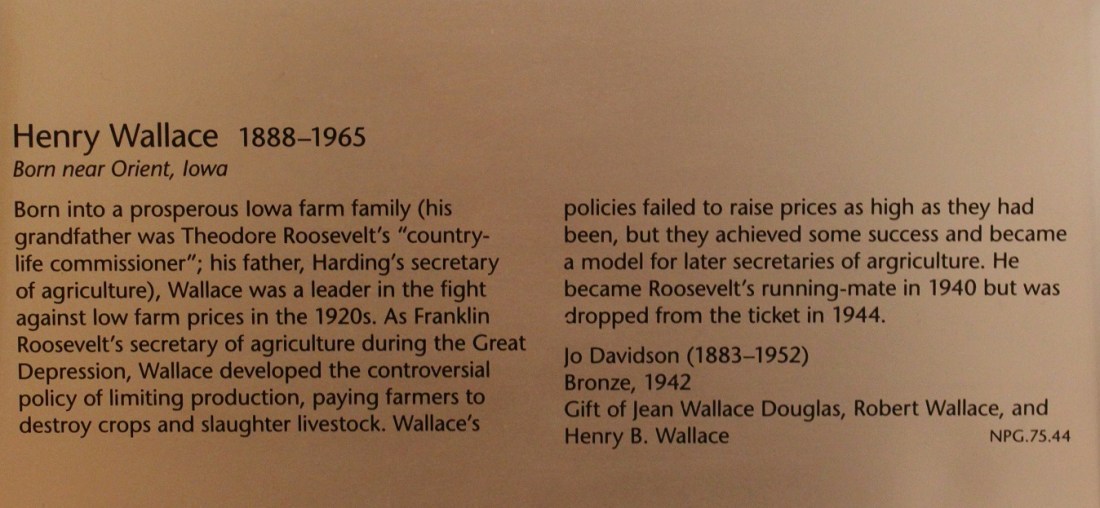 Henry Wallace 1888–1965
Born near Orient, Iowa
Born into a prosperous Iowa farm family (his
grandfather was Theodore Roosevelt's "country-
life commissioner"; his father, Harding's secretary
of agriculture), Wallace was a leader in the fight
against low farm prices in the 1920s. As Franklin
Roosevelt's secretary of agriculture during the Great
Depression, Wallace developed the controversial
policy of limiting production, paying farmers to
destroy crops and slaughter livestock. Wallace's
policies failed to raise prices as high as they had
been, but they achieved some success and became
a model for later secretaries of argriculture. He
became Roosevelt's running-mate in 1940 but was
dropped from the ticket in 1944.
Jo Davidson (1883–1952)
Bronze, 1942
Gift of Jean Wallace Douglas, Robert Wallace, and
Henry B. Wallace NPG.75.44